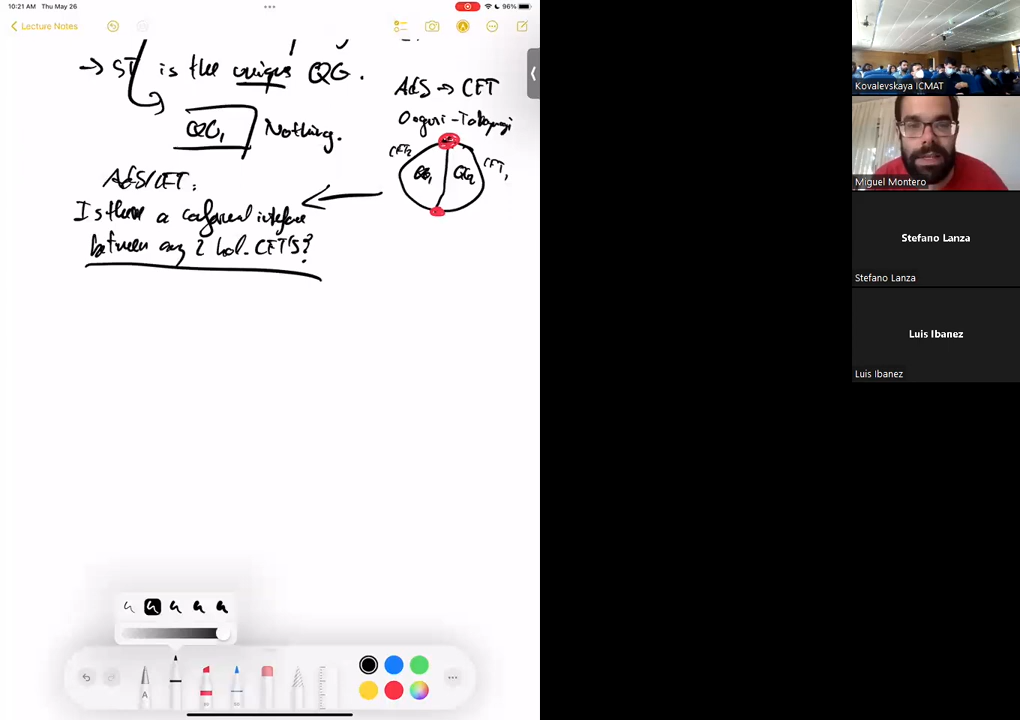 10:21 AM Thu May 26
96%
Lecture Notes
→ ST is the unique QG.
Nothing.
AdS → CFT
Ooguri-Takayanagi
CFT₂
CFT₁
QG₁
QG₂
AdS/CFT:
Is there a conformal interface
between any 2 hol. CFT's?
A
Kovalevskaya ICMAT
Miguel Montero
Stefano Lanza
Stefano Lanza
Luis Ibanez
Luis Ibanez